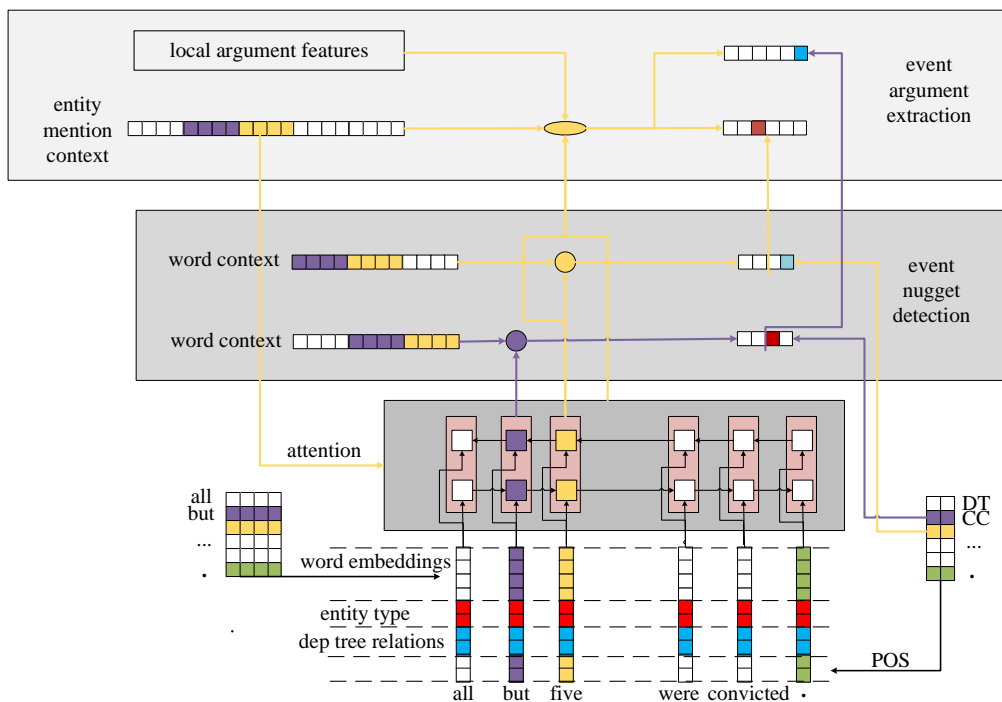 local argument features
entity
mention
context
event
argument
extraction
word context
event
nugget
detection
word context
attention
all
but
...
.
word embeddings
entity type
dep tree relations
DT
CC
...
.
POS
all but five were convicted .